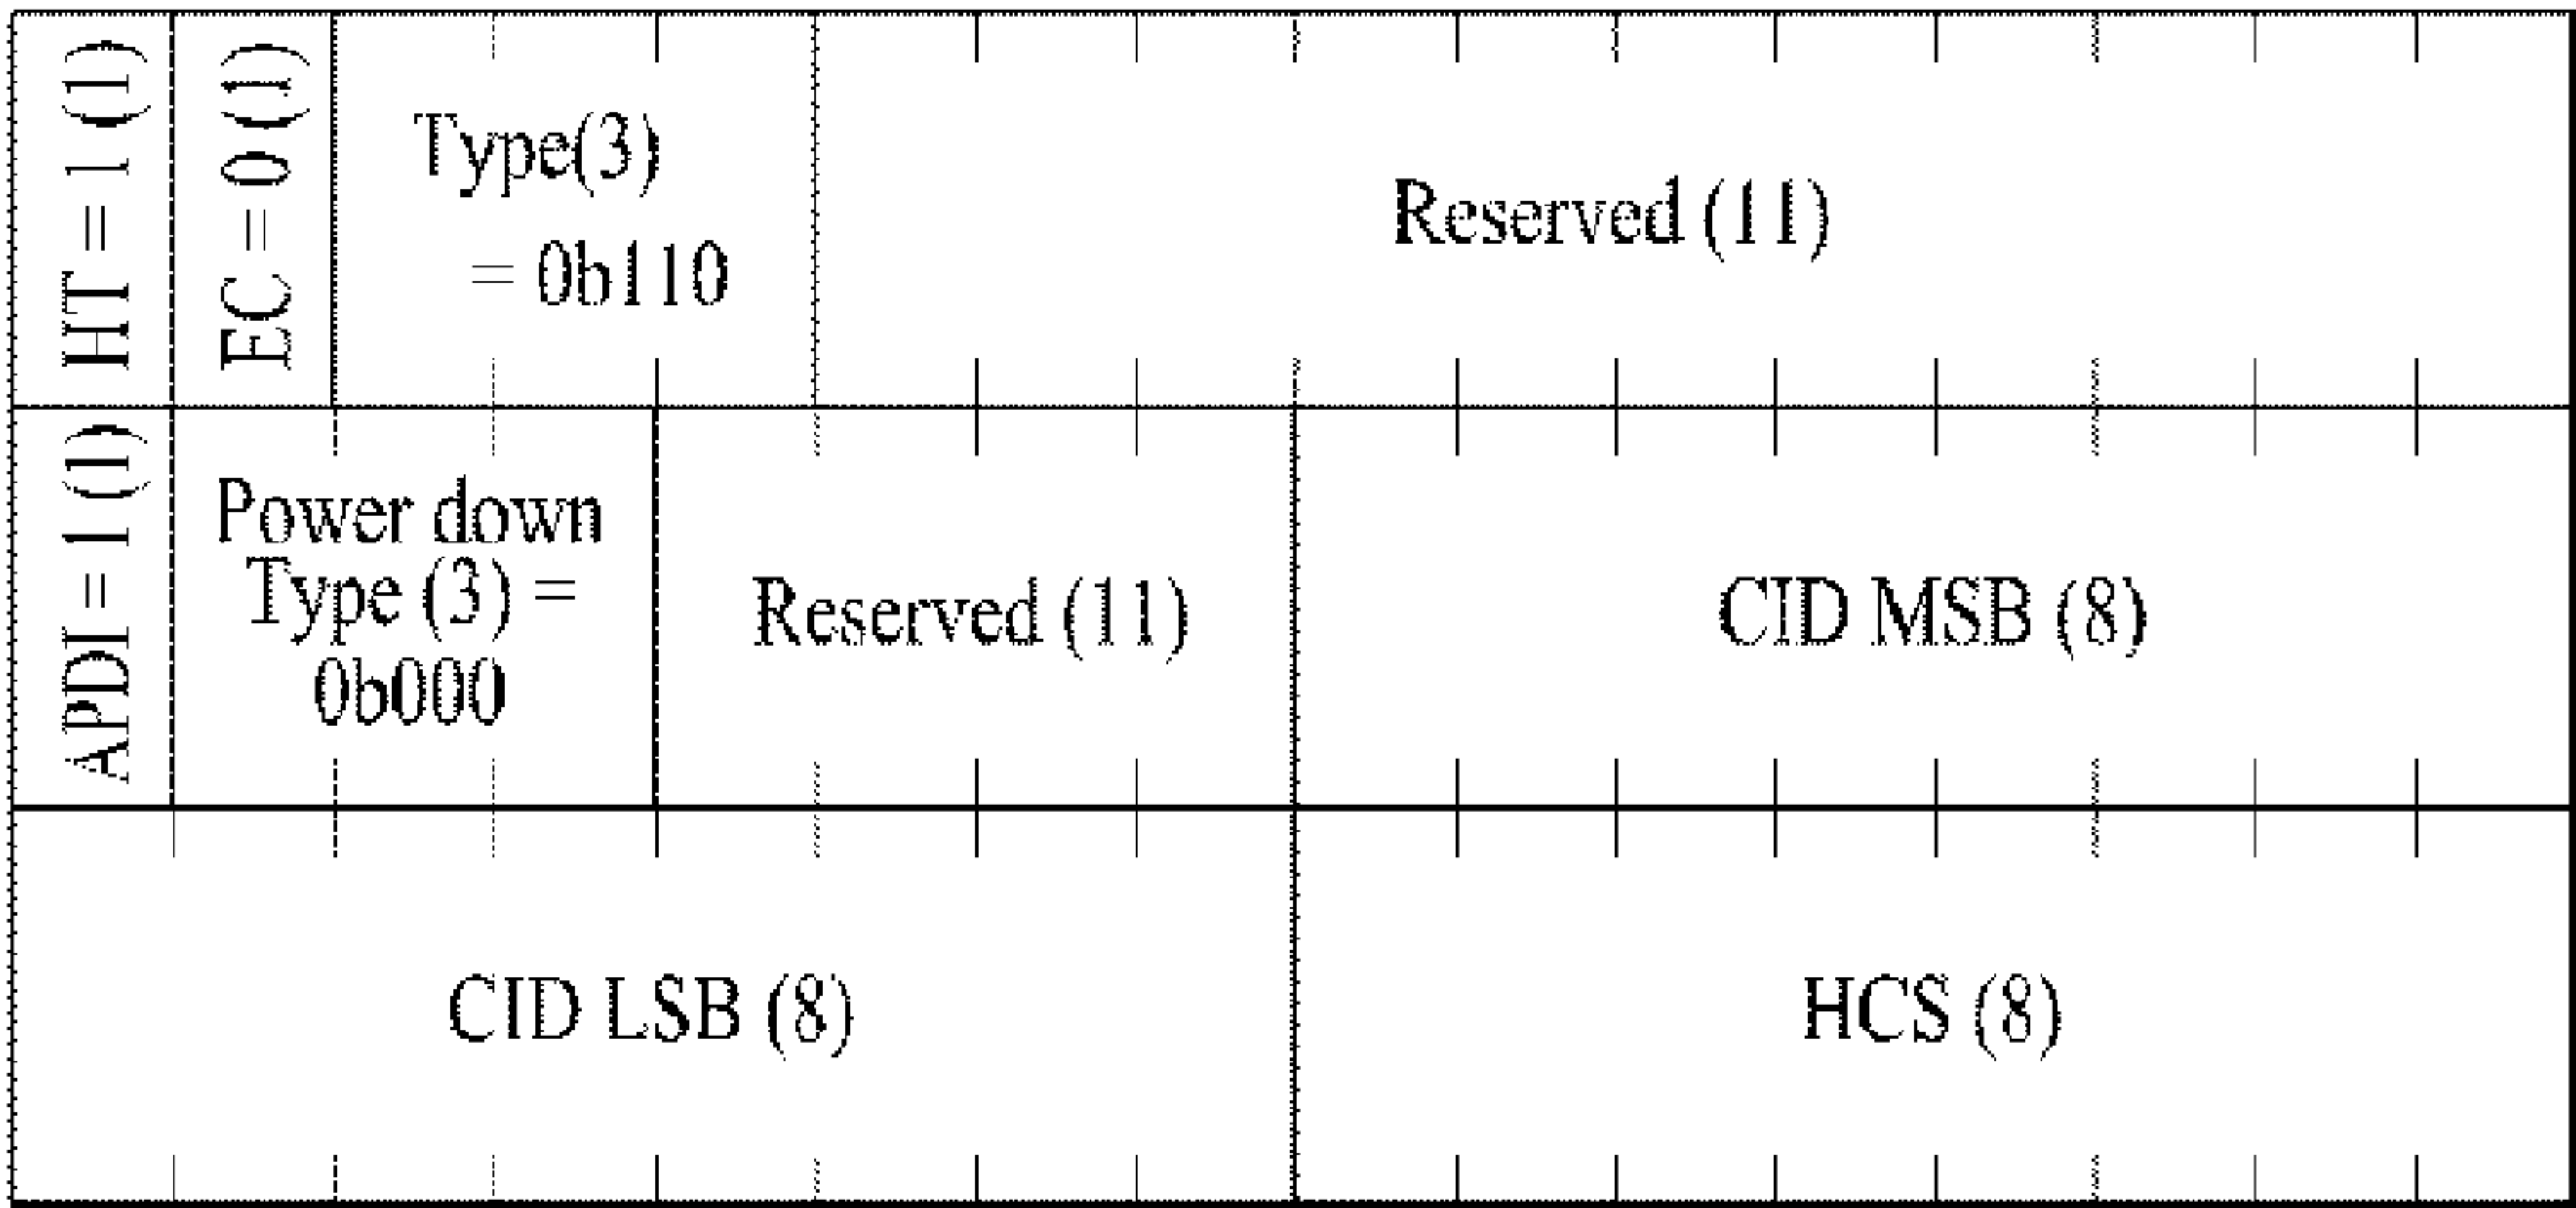 HT = 1 (1)
EC = 0 (1)
Type(3)
= 0b110
Reserved (11)
APDI = 1 (1)
Power down
Type (3) =
0b000
Reserved (11)
CID MSB (8)
CID LSB (8)
HCS (8)